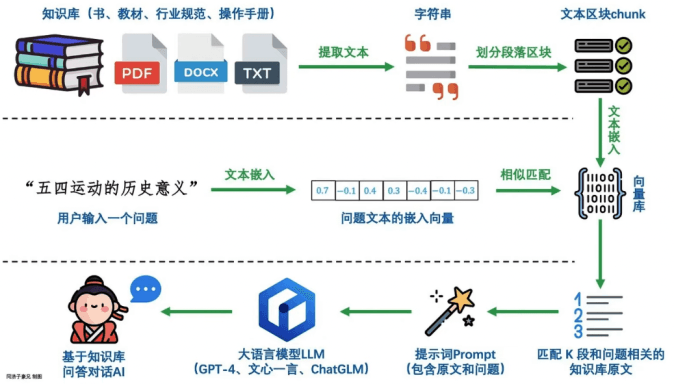 知识库（书、教材、行业规范、操作手册）
字符串
文本区块chunk
PDF
DOCX
TXT
提取文本
划分段落区块
文本嵌入
“五四运动的历史意义”
文本嵌入
0.7 -0.1 0.4 0.3 -0.4 -0.1 -0.3
相似匹配
11100
11011
01011
向量库
用户输入一个问题
问题文本的嵌入向量
1
2
3
基于知识库
问答对话AI
大语言模型LLM
（GPT-4、文心一言、ChatGLM）
提示词Prompt
（包含原文和问题）
匹配 K 段和问题相关的
知识库原文
同济子豪兄 制图